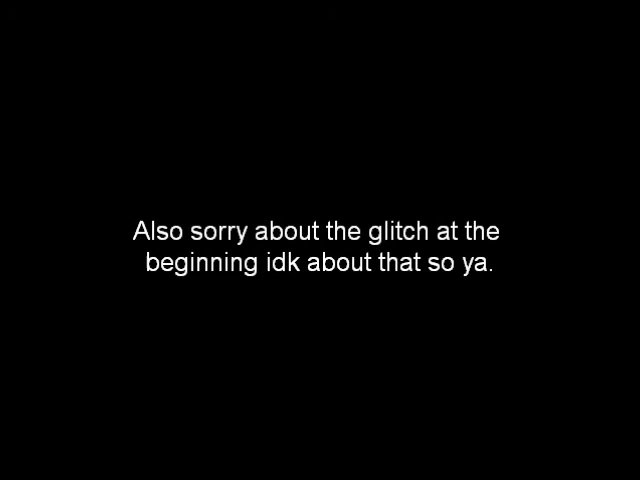 Also sorry about the glitch at the
beginning idk about that so ya.